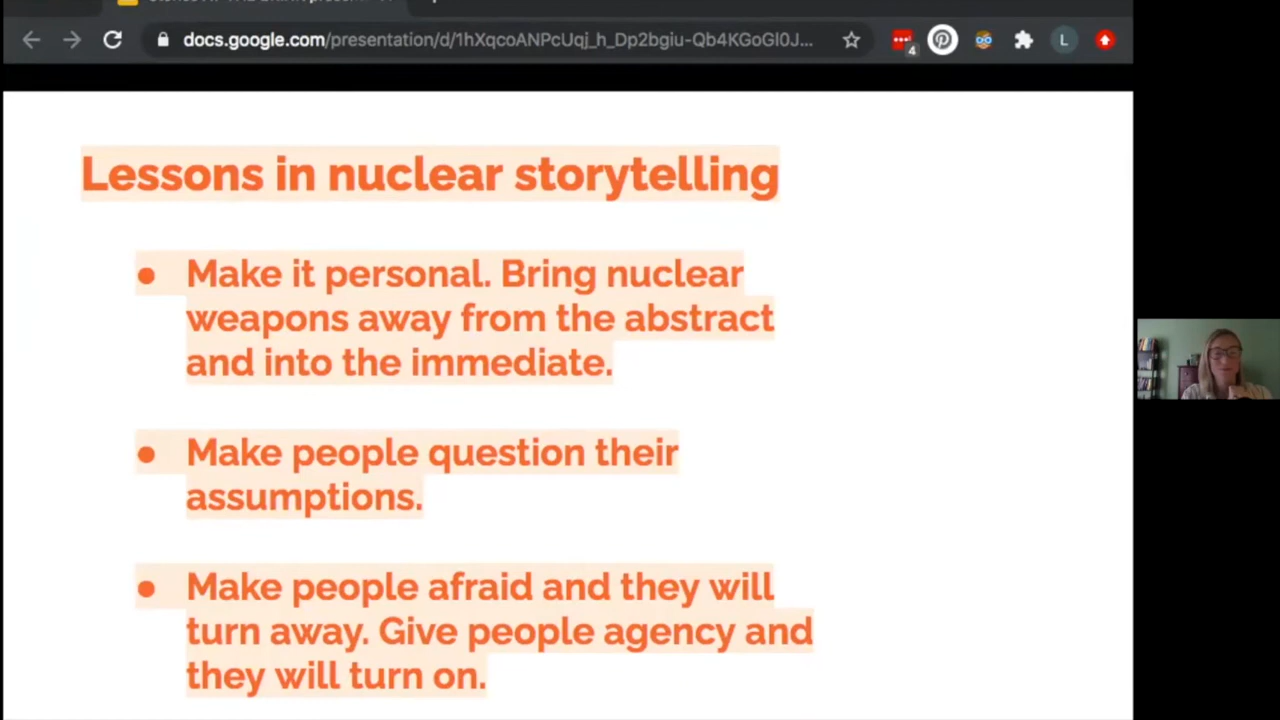 docs.google.com/presentation/d/1hXqcoANPcUqj_h_Dp2bgiu-Qb4KGoGl0J...
4
L
Lessons in nuclear storytelling
● Make it personal. Bring nuclear
weapons away from the abstract
and into the immediate.
● Make people question their
assumptions.
● Make people afraid and they will
turn away. Give people agency and
they will turn on.